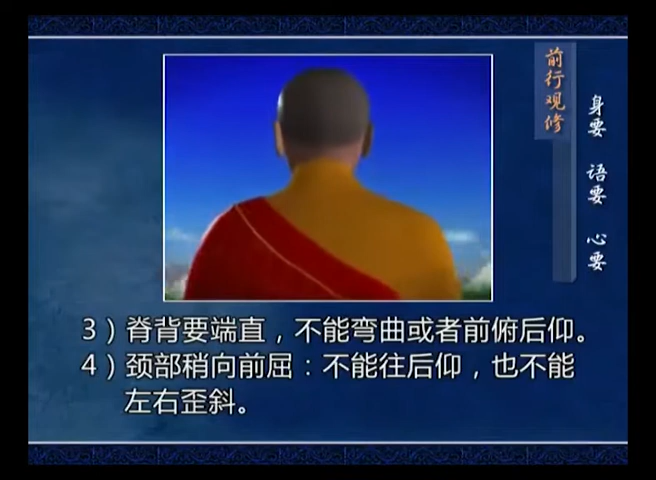 前行观修
身要 语要 心要
3）脊背要端直，不能弯曲或者前俯后仰。
4）颈部稍向前屈：不能往后仰，也不能
左右歪斜。